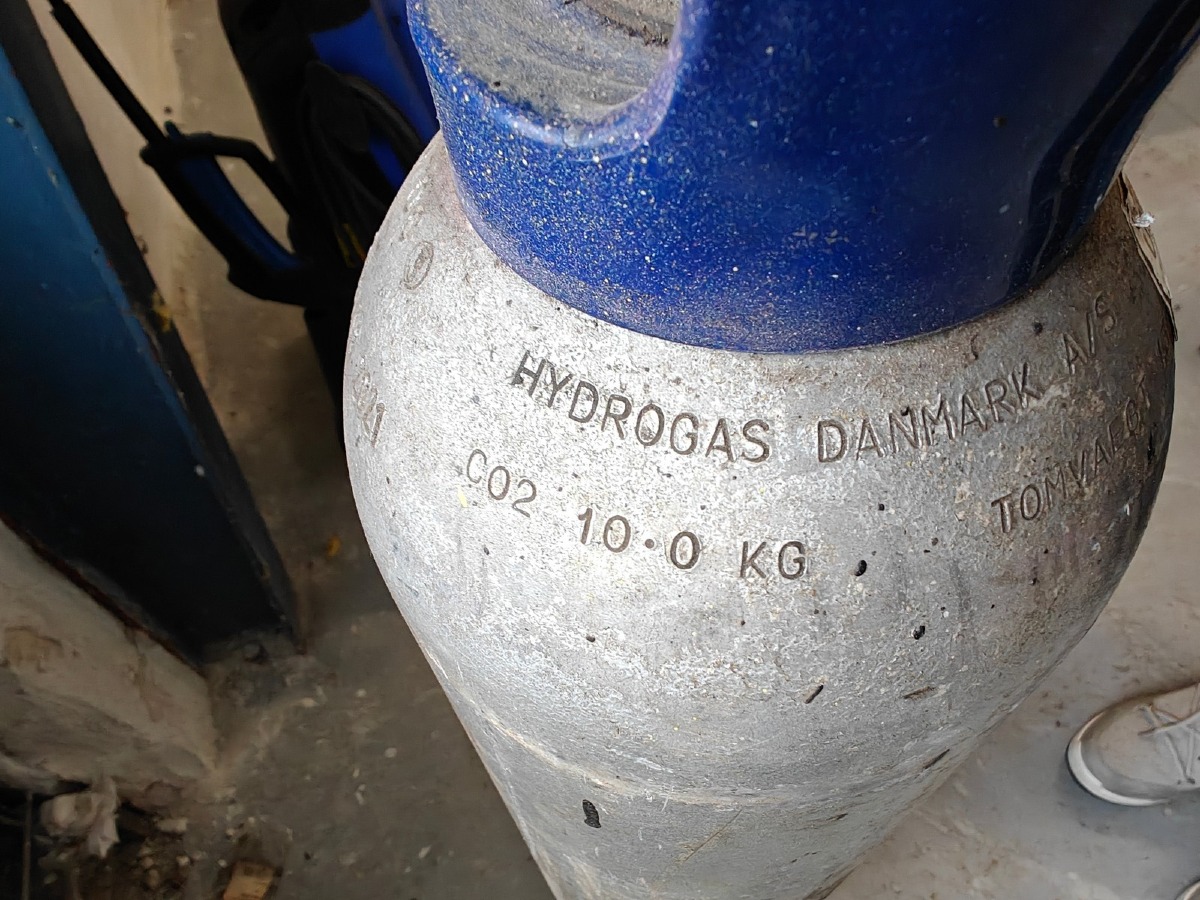 HYDROGAS DANMARK A/S
CO2 10.0 KG